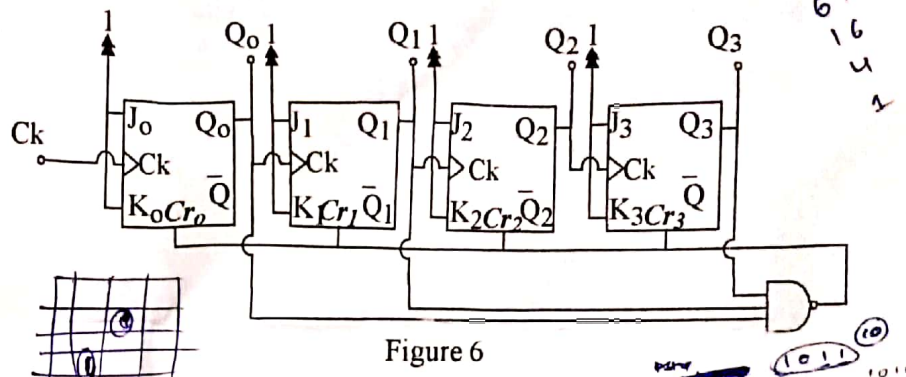 1 Q₀ 1 Q₁ 1 Q₂ 1 Q₃
6
16
4
1
Ck
J₀ Q₀ J₁ Q₁ J₂ Q₂ J₃ Q₃
Ck Ck Ck Ck
Q̅ Q̅₁ Q̅₂ Q̅
K₀Cr₀ K₁Cr₁ K₂Cr₂ K₃Cr₃
Figure 6
10
1011